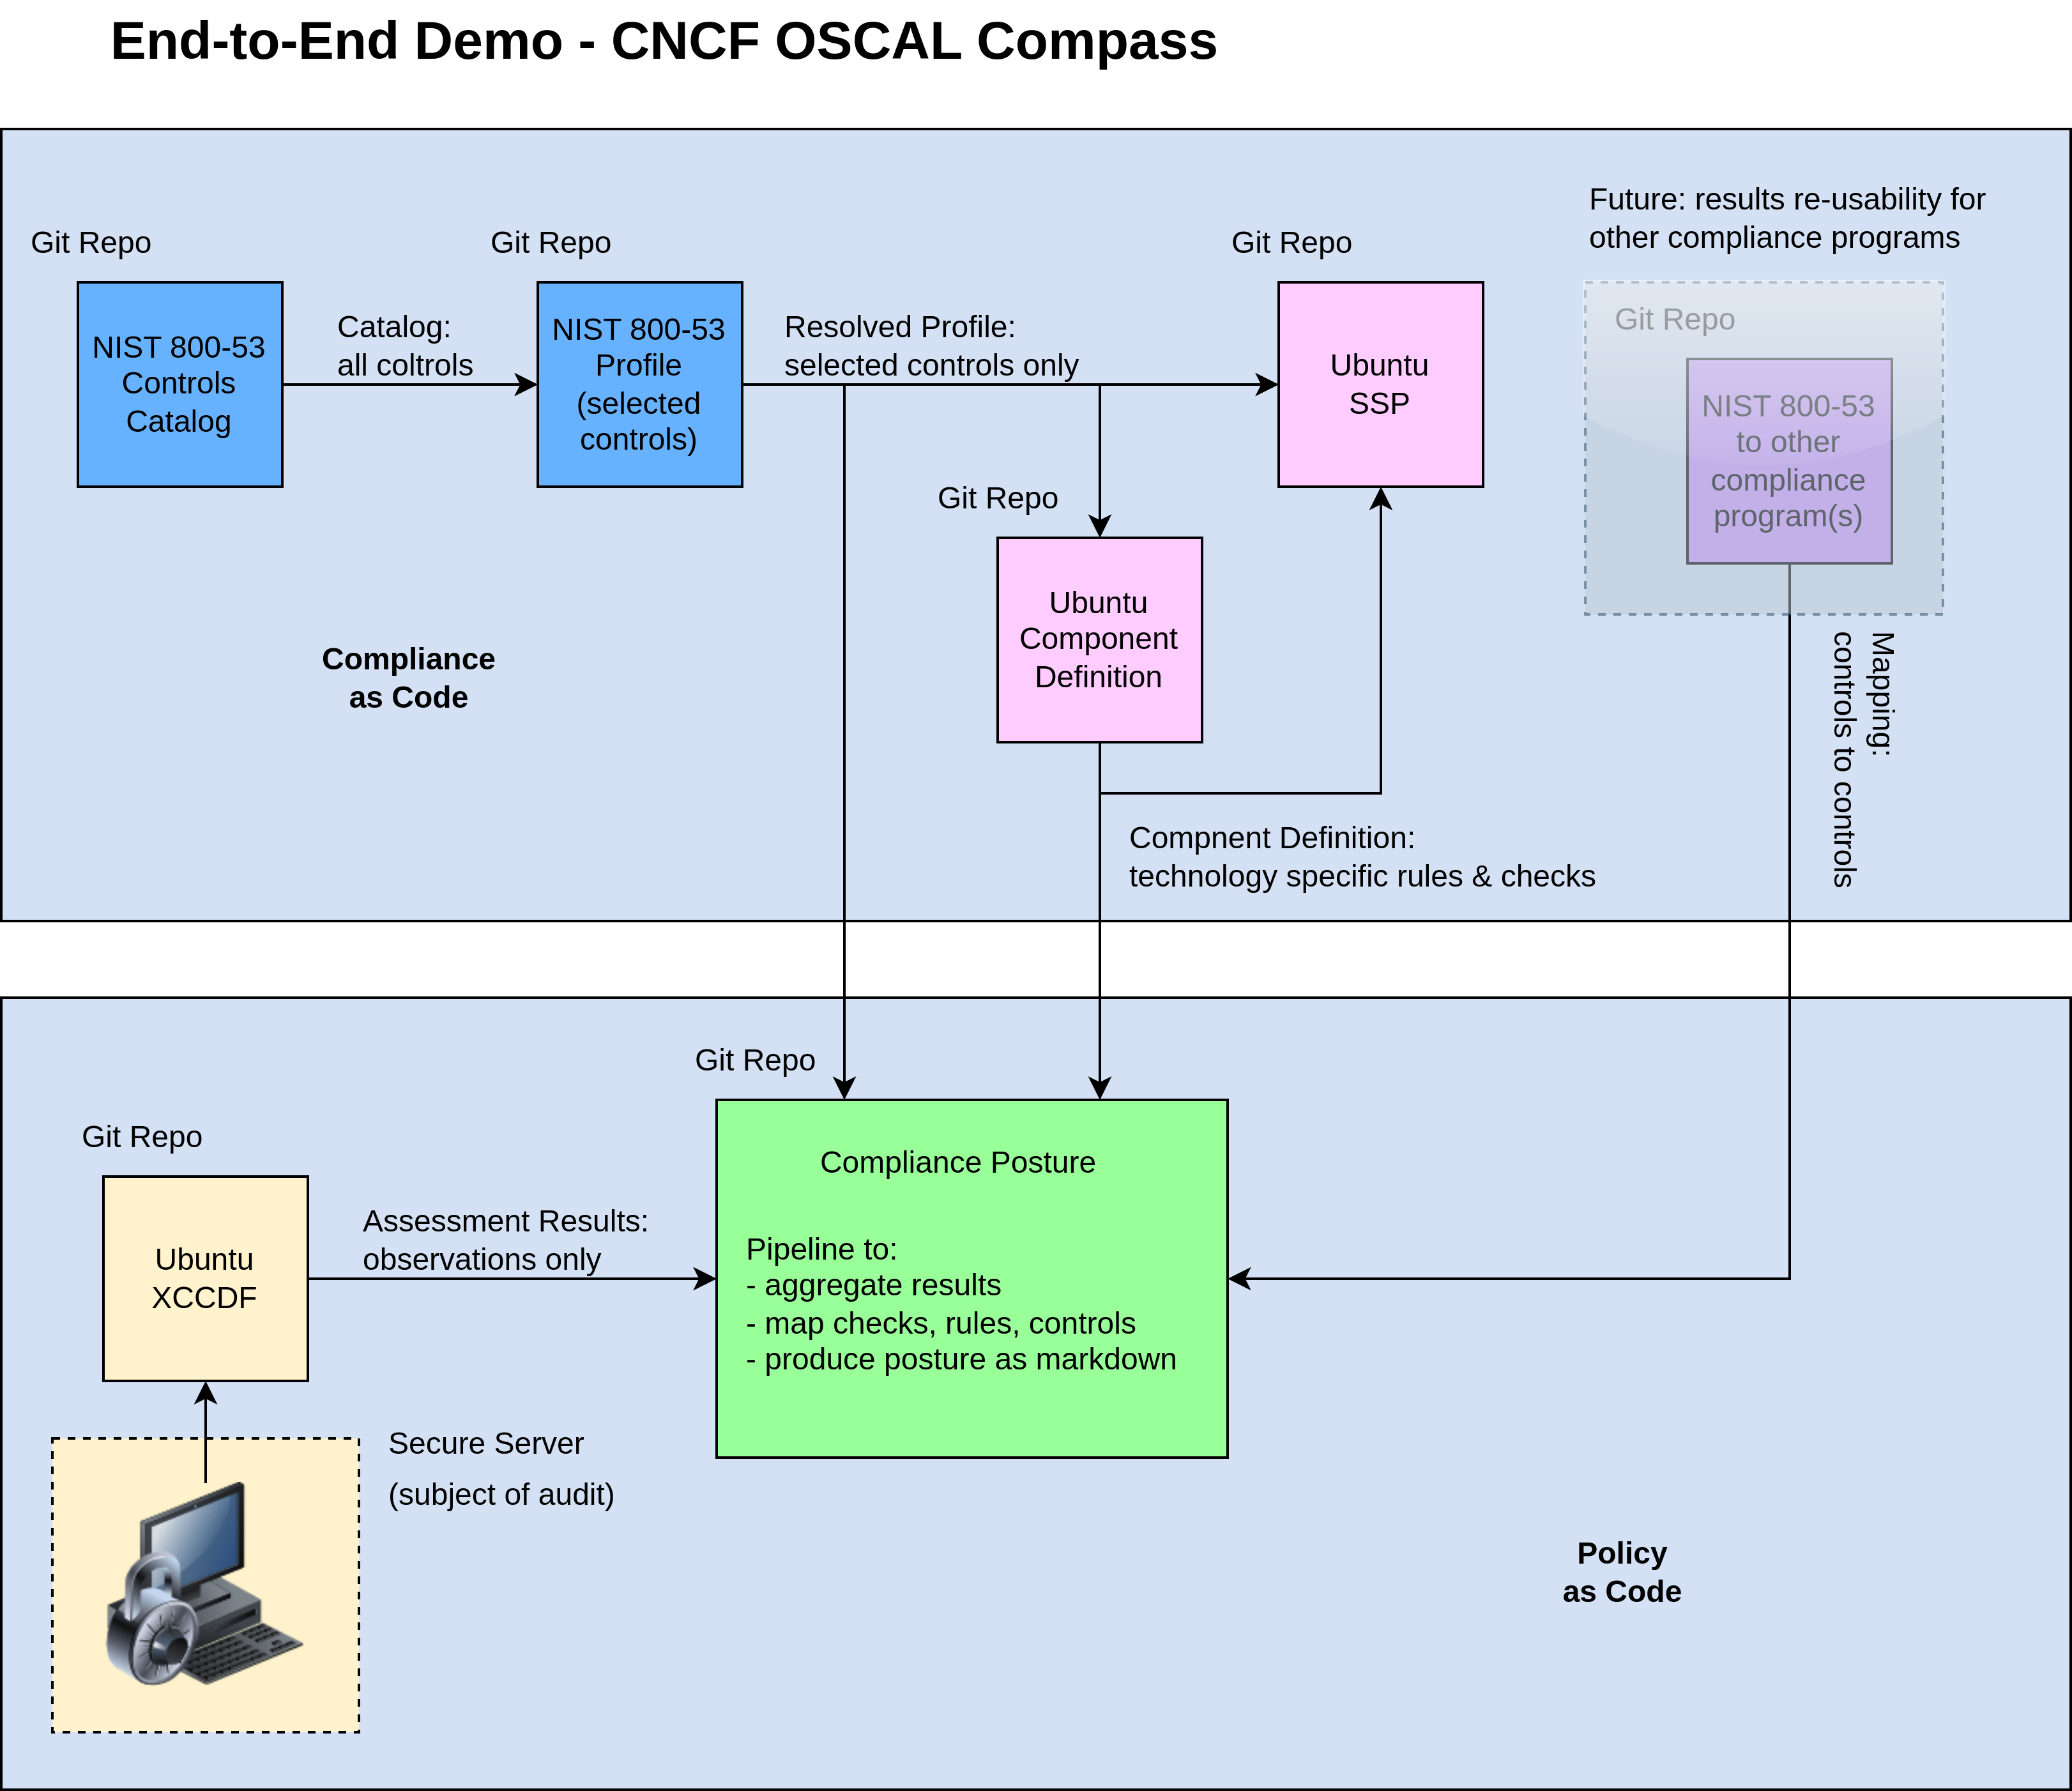 End-to-End Demo - CNCF OSCAL Compass
Future: results re-usability for
other compliance programs
Git Repo
Git Repo
Git Repo
Git Repo
NIST 800-53
Controls
Catalog
Catalog:
all coltrols
NIST 800-53
Profile
(selected
controls)
Resolved Profile:
selected controls only
Ubuntu
SSP
NIST 800-53
to other
compliance
program(s)
Git Repo
Ubuntu
Component
Definition
Compliance
as Code
Mapping:
controls to controls
Compnent Definition:
technology specific rules & checks
Git Repo
Git Repo
Compliance Posture
Pipeline to:
- aggregate results
- map checks, rules, controls
- produce posture as markdown
Assessment Results:
observations only
Ubuntu
XCCDF
Secure Server
(subject of audit)
Policy
as Code